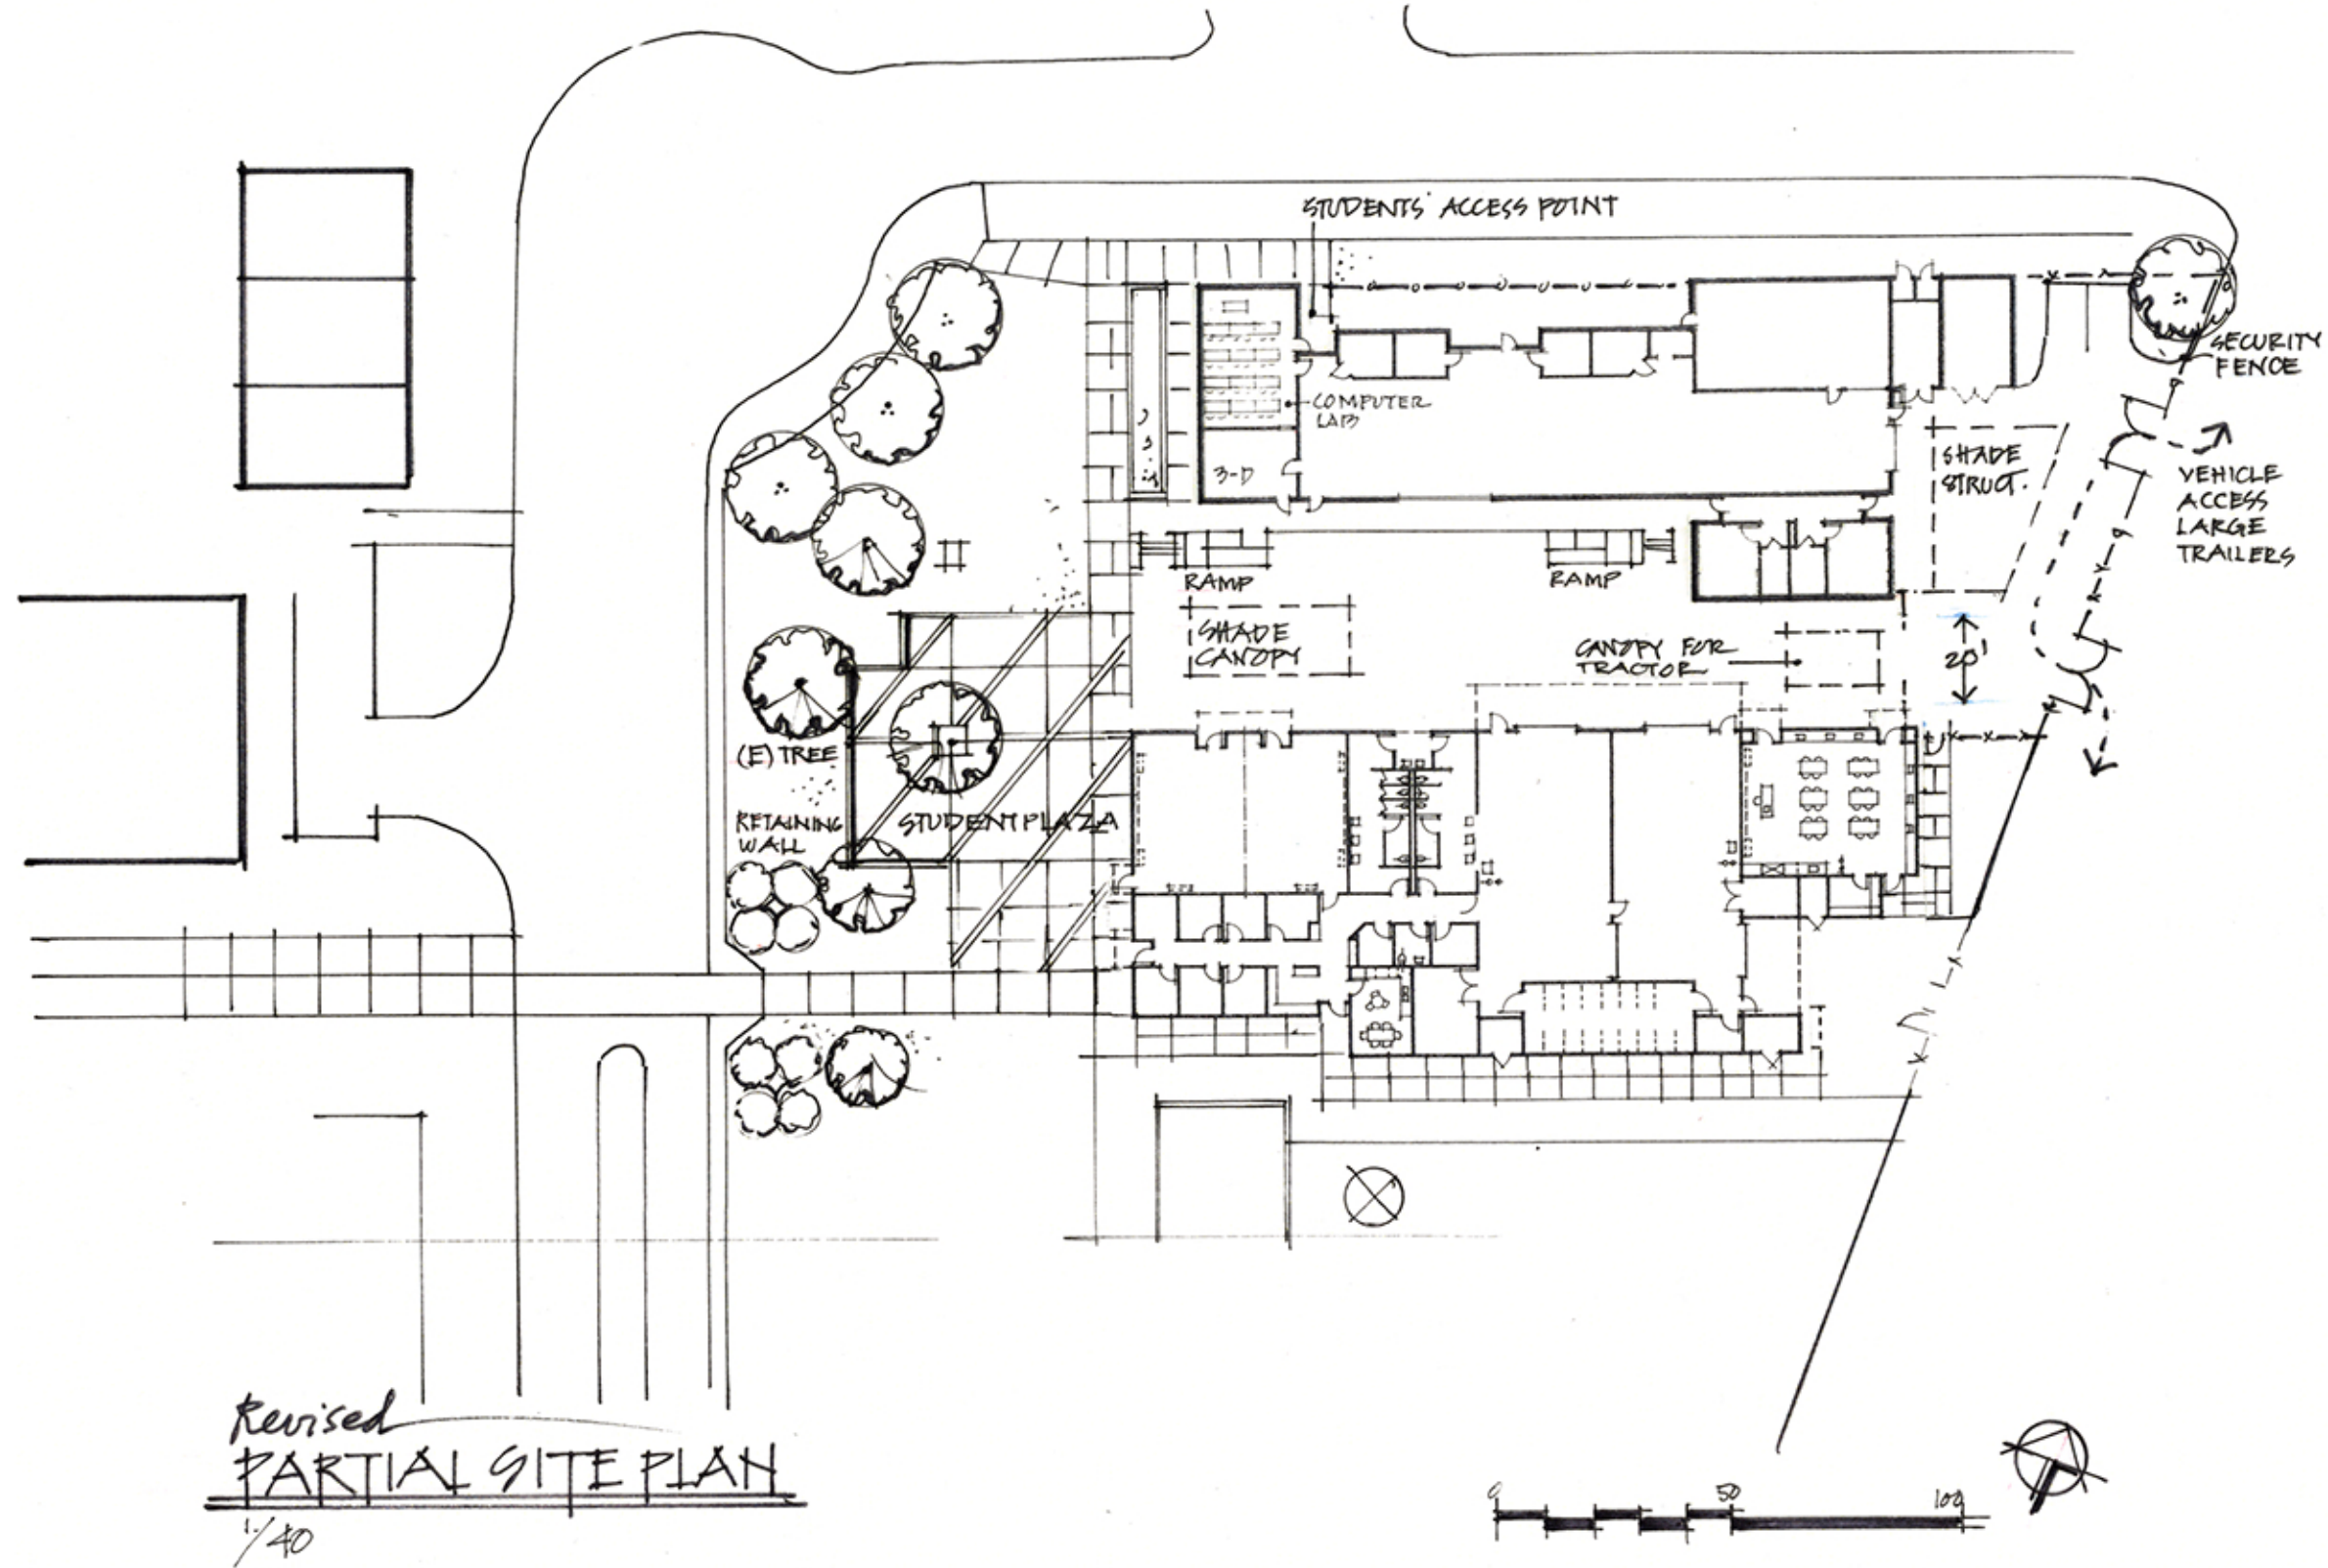 STUDENTS' ACCESS POINT
SECURITY
FENCE
COMPUTER
LAB
3-D
SHADE
STRUCT.
VEHICLE
ACCESS
LARGE
TRAILERS
RAMP
RAMP
SHADE
CANOPY
CANOPY FOR
TRACTOR
20'
(E) TREE
RETAINING
WALL
STUDENT PLAZA
Revised
PARTIAL SITE PLAN
1/40
0 50 100